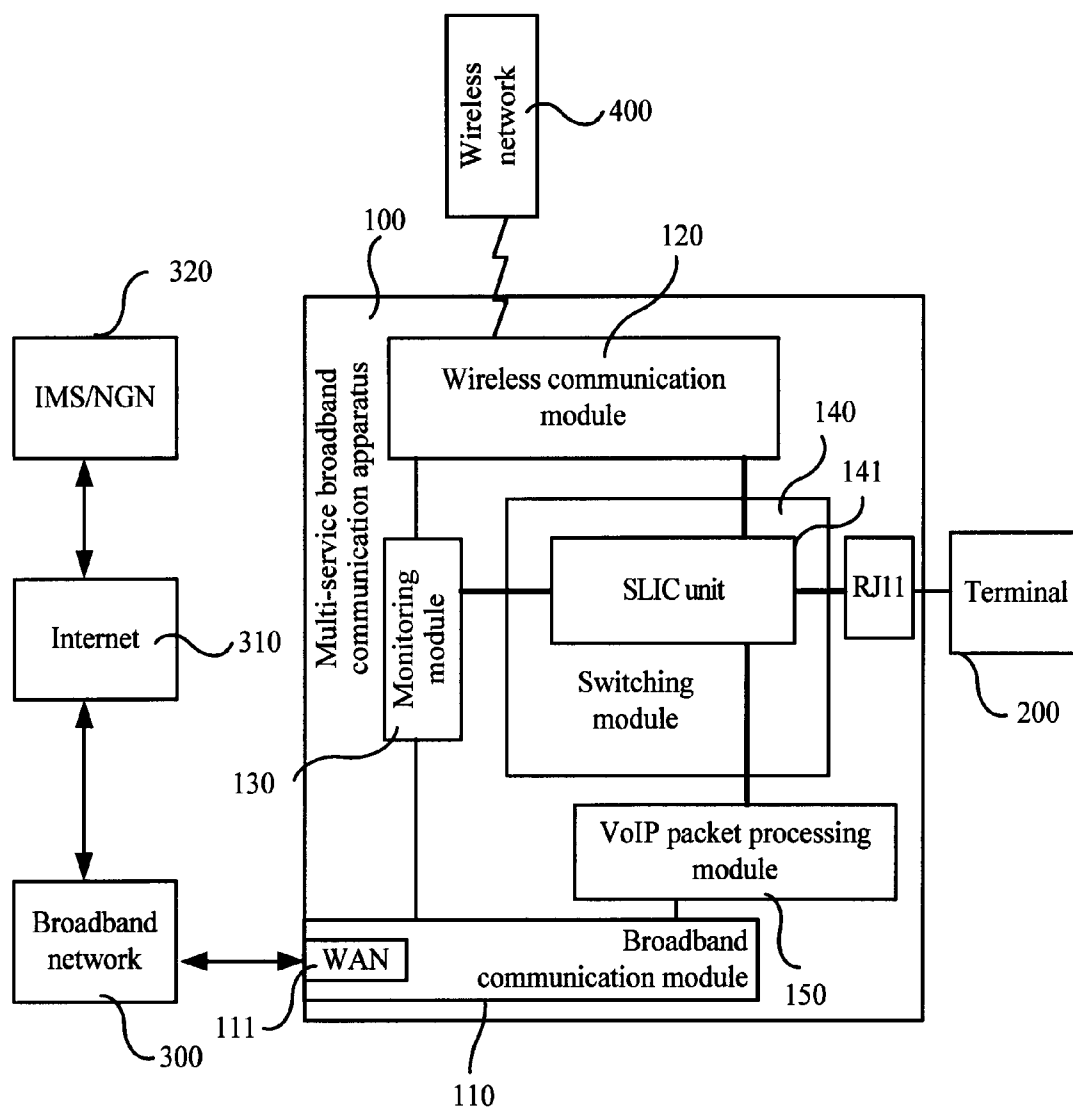 Wireless
network
400
100
120
320
IMS/NGN
Wireless communication
module
140
141
Multi-service broadband
communication apparatus
Monitoring
module
SLIC unit
RJ11
Terminal
Internet
310
Switching
module
200
130
VoIP packet processing
module
Broadband
network
WAN
Broadband
communication module
150
111
300
110